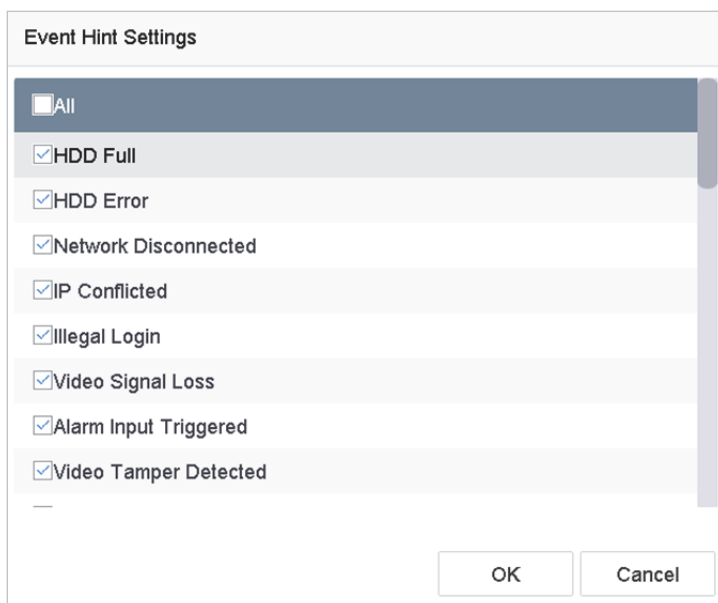 Event Hint Settings
All
HDD Full
HDD Error
Network Disconnected
IP Conflicted
Illegal Login
Video Signal Loss
Alarm Input Triggered
Video Tamper Detected
OK Cancel